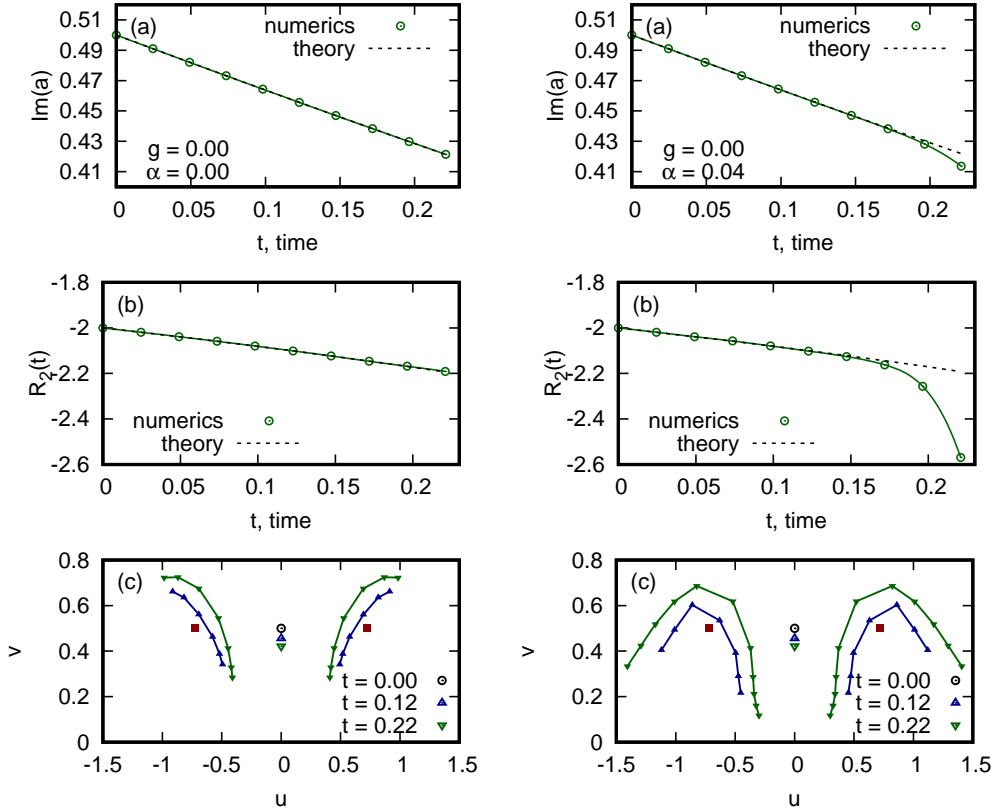 (a)
numerics
theory
Im(a)
0.51
0.49
0.47
0.45
0.43
0.41
g = 0.00
α = 0.00
0
0.05
0.1
0.15
0.2
t, time
(a)
numerics
theory
Im(a)
0.51
0.49
0.47
0.45
0.43
0.41
g = 0.00
α = 0.04
0
0.05
0.1
0.15
0.2
t, time
(b)
R2(t)
-1.8
-2
-2.2
-2.4
-2.6
numerics
theory
0
0.05
0.1
0.15
0.2
t, time
(b)
R2(t)
-1.8
-2
-2.2
-2.4
-2.6
numerics
theory
0
0.05
0.1
0.15
0.2
t, time
(c)
v
0.8
0.6
0.4
0.2
0
t = 0.00
t = 0.12
t = 0.22
-1.5
-1
-0.5
0
0.5
1
1.5
u
(c)
v
0.8
0.6
0.4
0.2
0
t = 0.00
t = 0.12
t = 0.22
-1.5
-1
-0.5
0
0.5
1
1.5
u